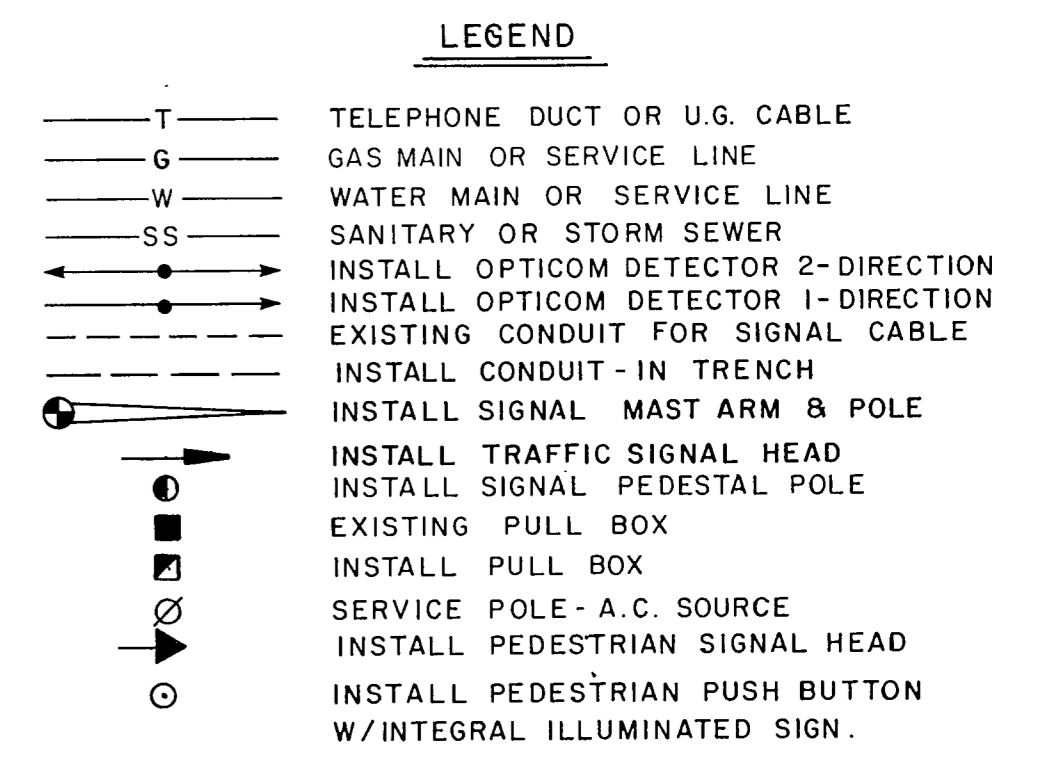 LEGEND
T TELEPHONE DUCT OR U.G. CABLE
G GAS MAIN OR SERVICE LINE
W WATER MAIN OR SERVICE LINE
SS SANITARY OR STORM SEWER
INSTALL OPTICOM DETECTOR 2-DIRECTION
INSTALL OPTICOM DETECTOR 1-DIRECTION
EXISTING CONDUIT FOR SIGNAL CABLE
INSTALL CONDUIT - IN TRENCH
INSTALL SIGNAL MAST ARM & POLE
INSTALL TRAFFIC SIGNAL HEAD
INSTALL SIGNAL PEDESTAL POLE
EXISTING PULL BOX
INSTALL PULL BOX
SERVICE POLE - A.C. SOURCE
INSTALL PEDESTRIAN SIGNAL HEAD
INSTALL PEDESTRIAN PUSH BUTTON
W/INTEGRAL ILLUMINATED SIGN.